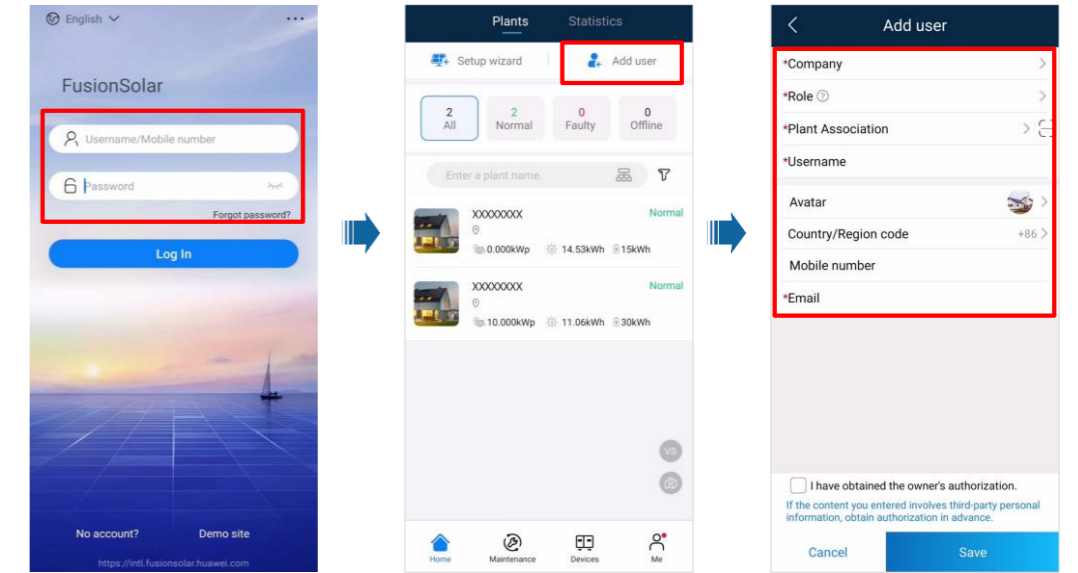 English
...
FusionSolar
Username/Mobile number
Password
Forgot password?
Log In
No account? Demo site
https://intl.fusionsolar.huawei.com
Plants Statistics
Setup wizard Add user
2 2 0 0
All Normal Faulty Offline
Enter a plant name.
XXXXXXXX Normal
0.000kWp 14.53kWh 15kWh
XXXXXXXX Normal
10.000kWp 11.06kWh 30kWh
VS
Home Maintenance Devices Me
Add user
*Company
*Role
*Plant Association
*Username
Avatar
Country/Region code +86
Mobile number
*Email
I have obtained the owner's authorization.
If the content you entered involves third-party personal
information, obtain authorization in advance.
Cancel Save